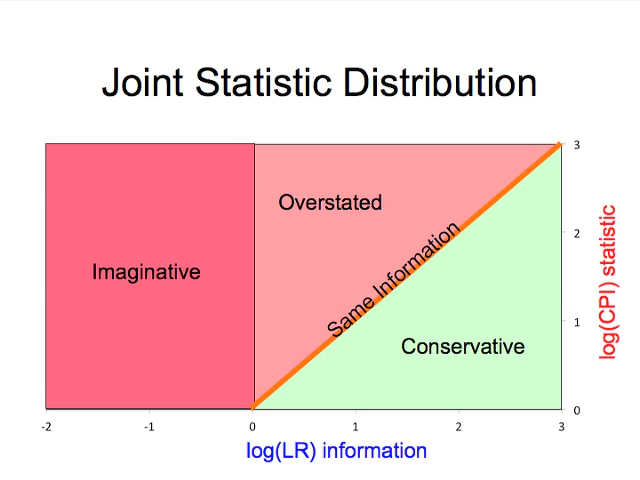 Joint Statistic Distribution
3
Overstated
2
Same Information
Imaginative
log(CPI) statistic
1
Conservative
0
-2 -1 0 1 2 3
log(LR) information